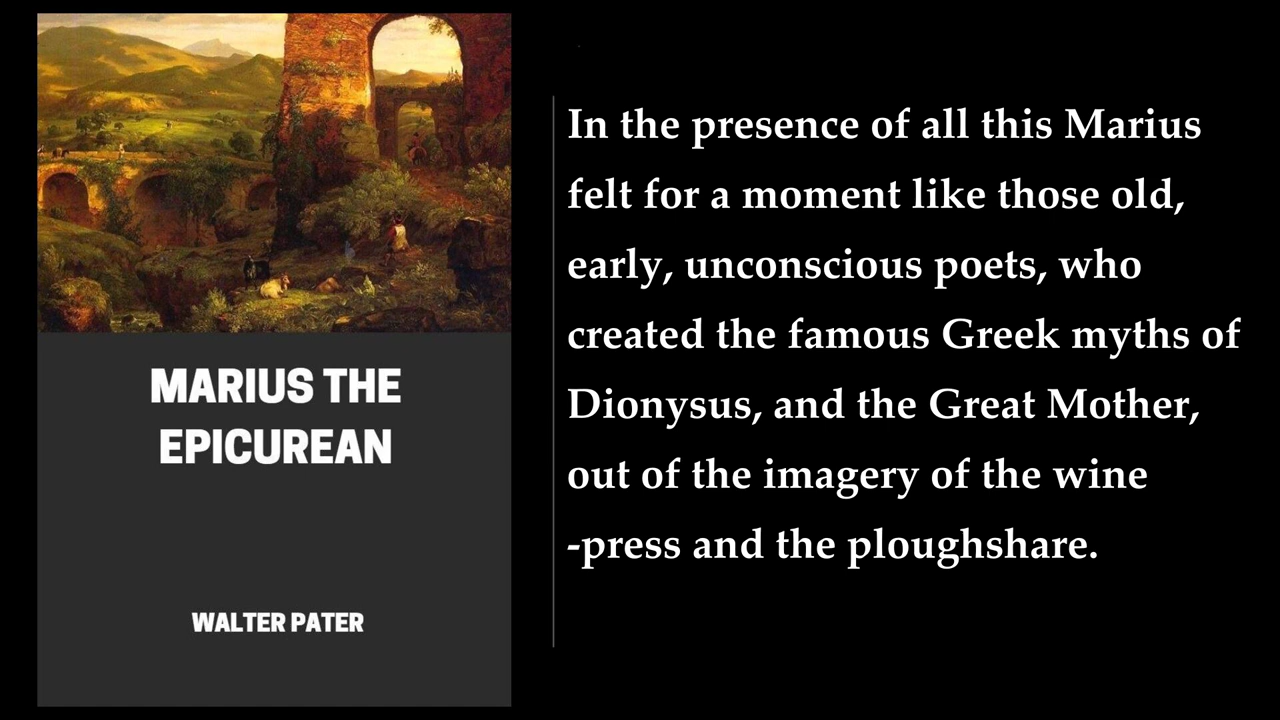 MARIUS THE
EPICUREAN
WALTER PATER
In the presence of all this Marius
felt for a moment like those old,
early, unconscious poets, who
created the famous Greek myths of
Dionysus, and the Great Mother,
out of the imagery of the wine
-press and the ploughshare.